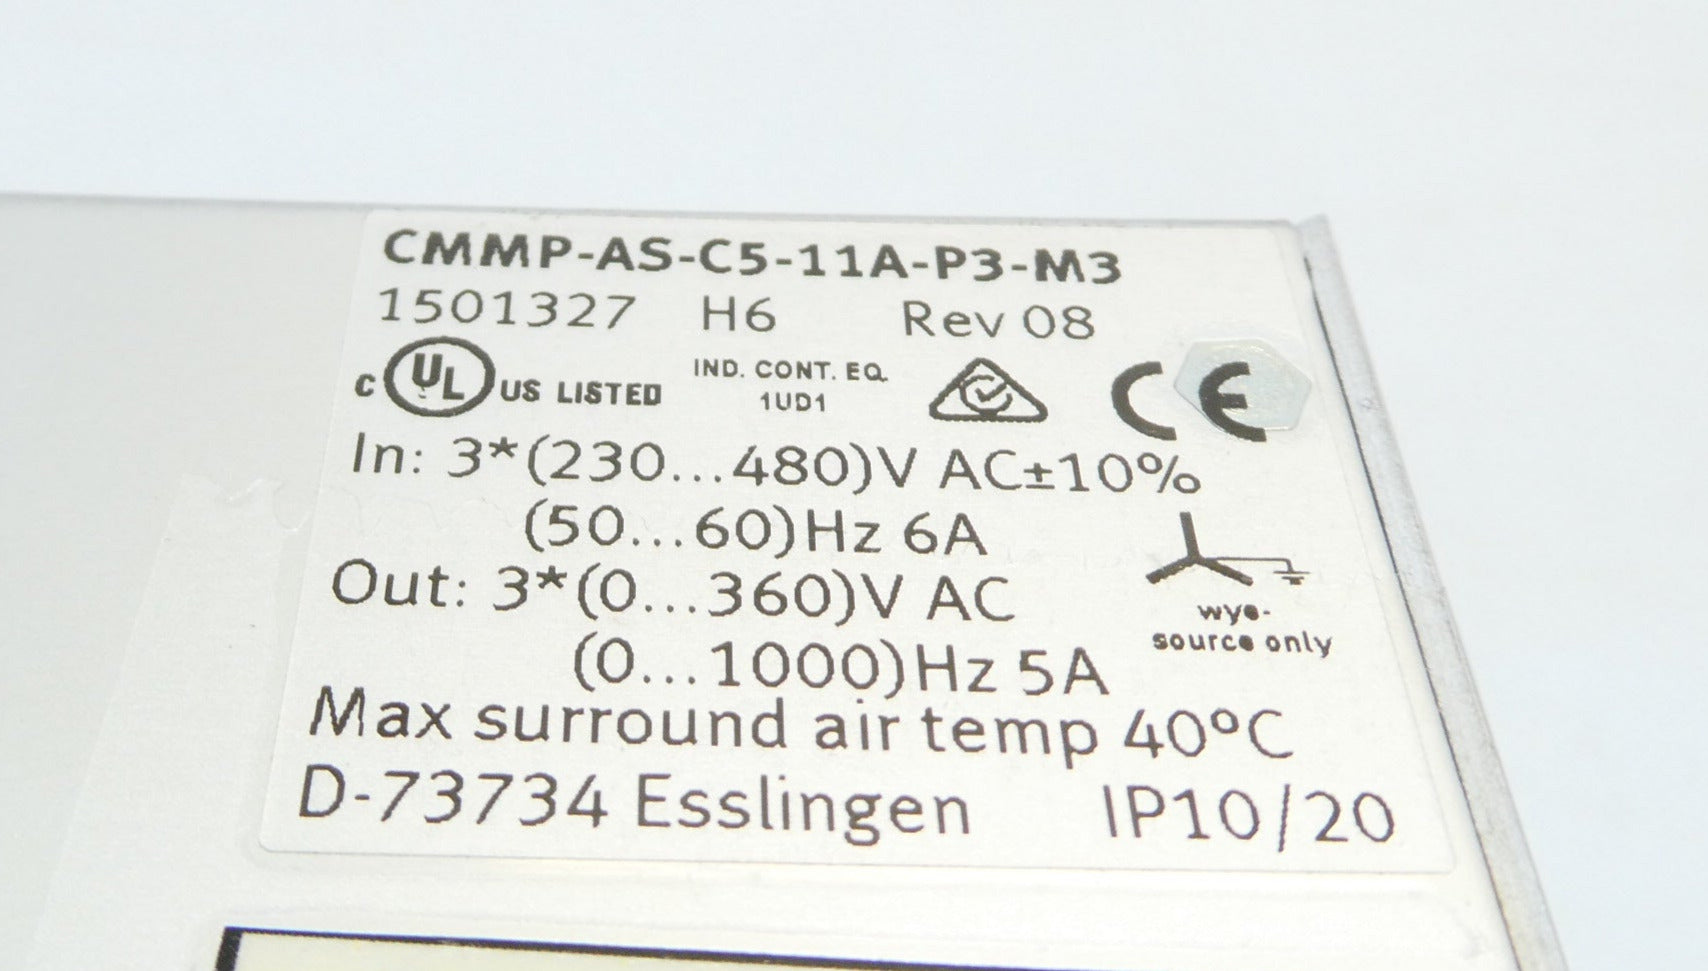 CMMP-AS-C5-11A-P3-M3
1501327 H6 Rev 08
c UL US LISTED IND. CONT. EQ. 1UD1 CE
In: 3*(230...480)V AC±10%
(50...60)Hz 6A
Out: 3*(0...360)V AC
(0...1000)Hz 5A
wye-
source only
Max surround air temp 40°C
D-73734 Esslingen IP10/20